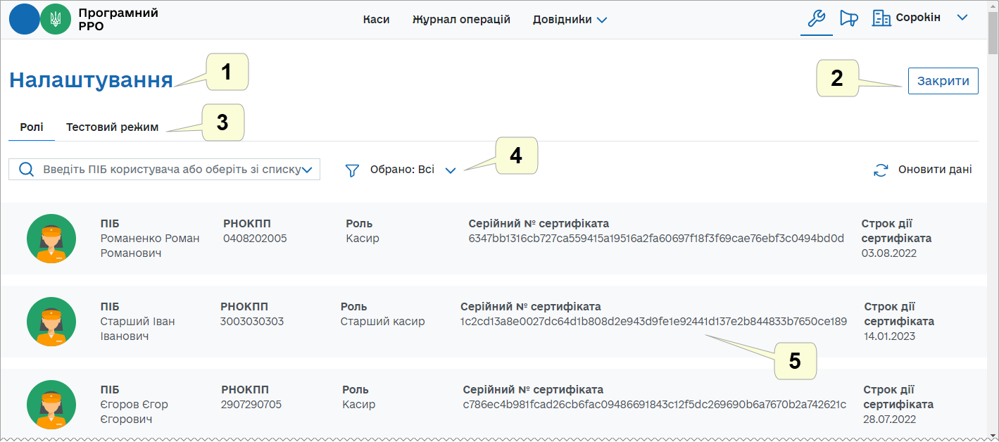 Програмний
РРО
Каси Журнал операцій Довідники Сорокін
Налаштування 1 2 Закрити
Ролі Тестовий режим 3
Введіть ПІБ користувача або оберіть зі списку Обрано: Всі 4 Оновити дані
ПІБ РНОКПП Роль Серійний № сертифіката Строк дії
Романенко Роман 0408202005 Касир 6347bb1316cb727ca559415a19516a2fa60697f18f3f69cae76ebf3c0494bd0d сертифіката
Романович 03.08.2022
ПІБ РНОКПП Роль Серійний № сертифіката Строк дії
Старший Іван 3003030303 Старший касир 1c2cd13a8e0027dc64d1b808d2e943d9fe1e92441d137e2b844833b7650ce189 сертифіката
Іванович 14.01.2023
5
ПІБ РНОКПП Роль Серійний № сертифіката Строк дії
Єгоров Єгор 2907290705 Касир c786ec4b981fcad26cb6fac09486691843c12f5dc269690b6a7670b2a742621c сертифіката
Єгорович 28.07.2022